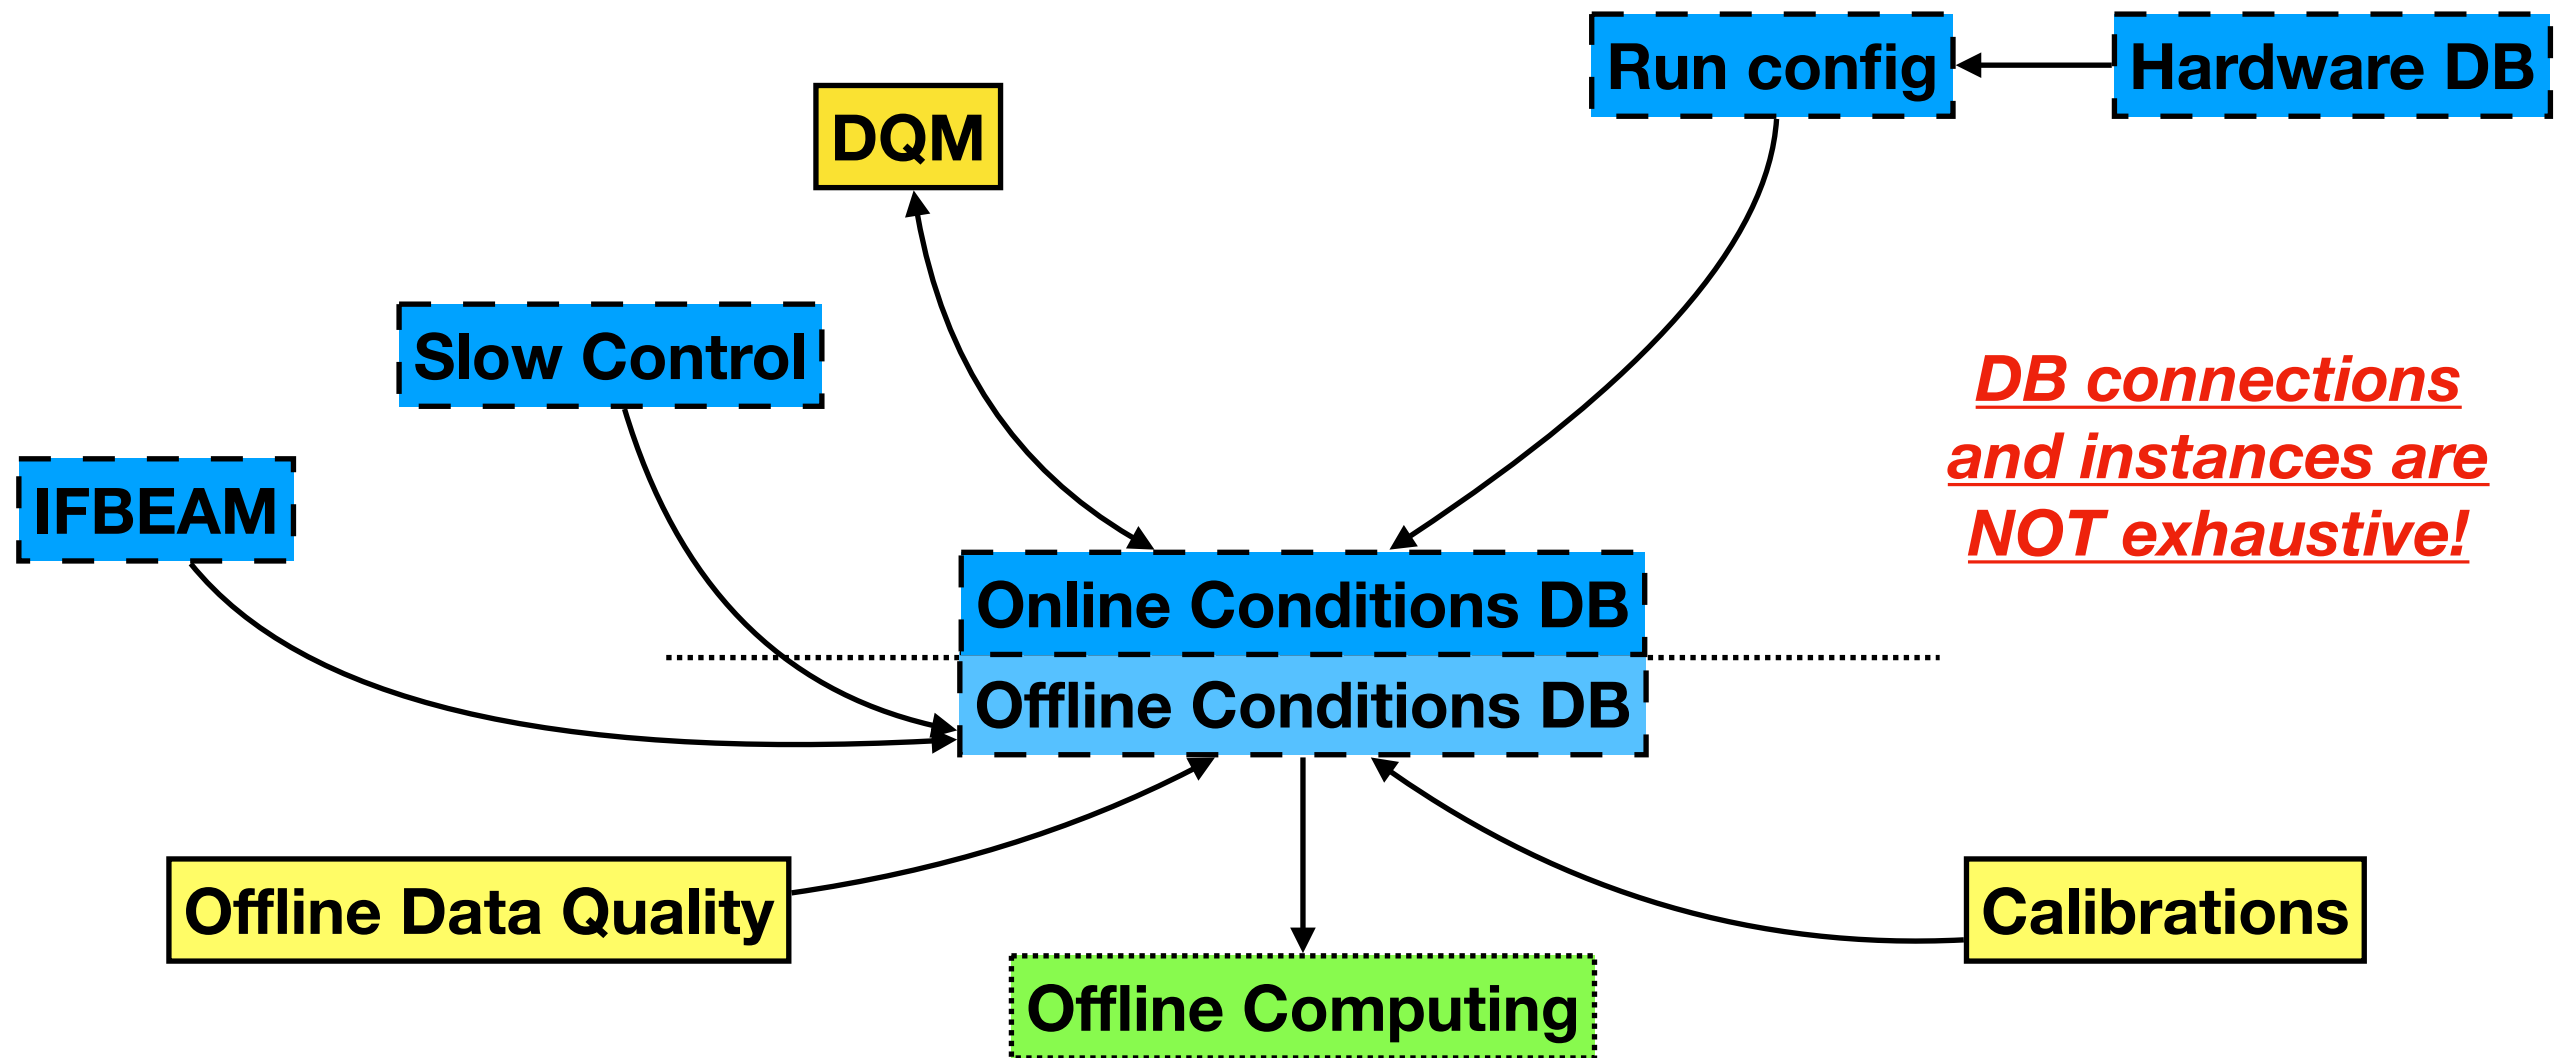 Run config
Hardware DB
DQM
Slow Control
DB connections
and instances are
NOT exhaustive!
IFBEAM
Online Conditions DB
Offline Conditions DB
Offline Data Quality
Calibrations
Offline Computing